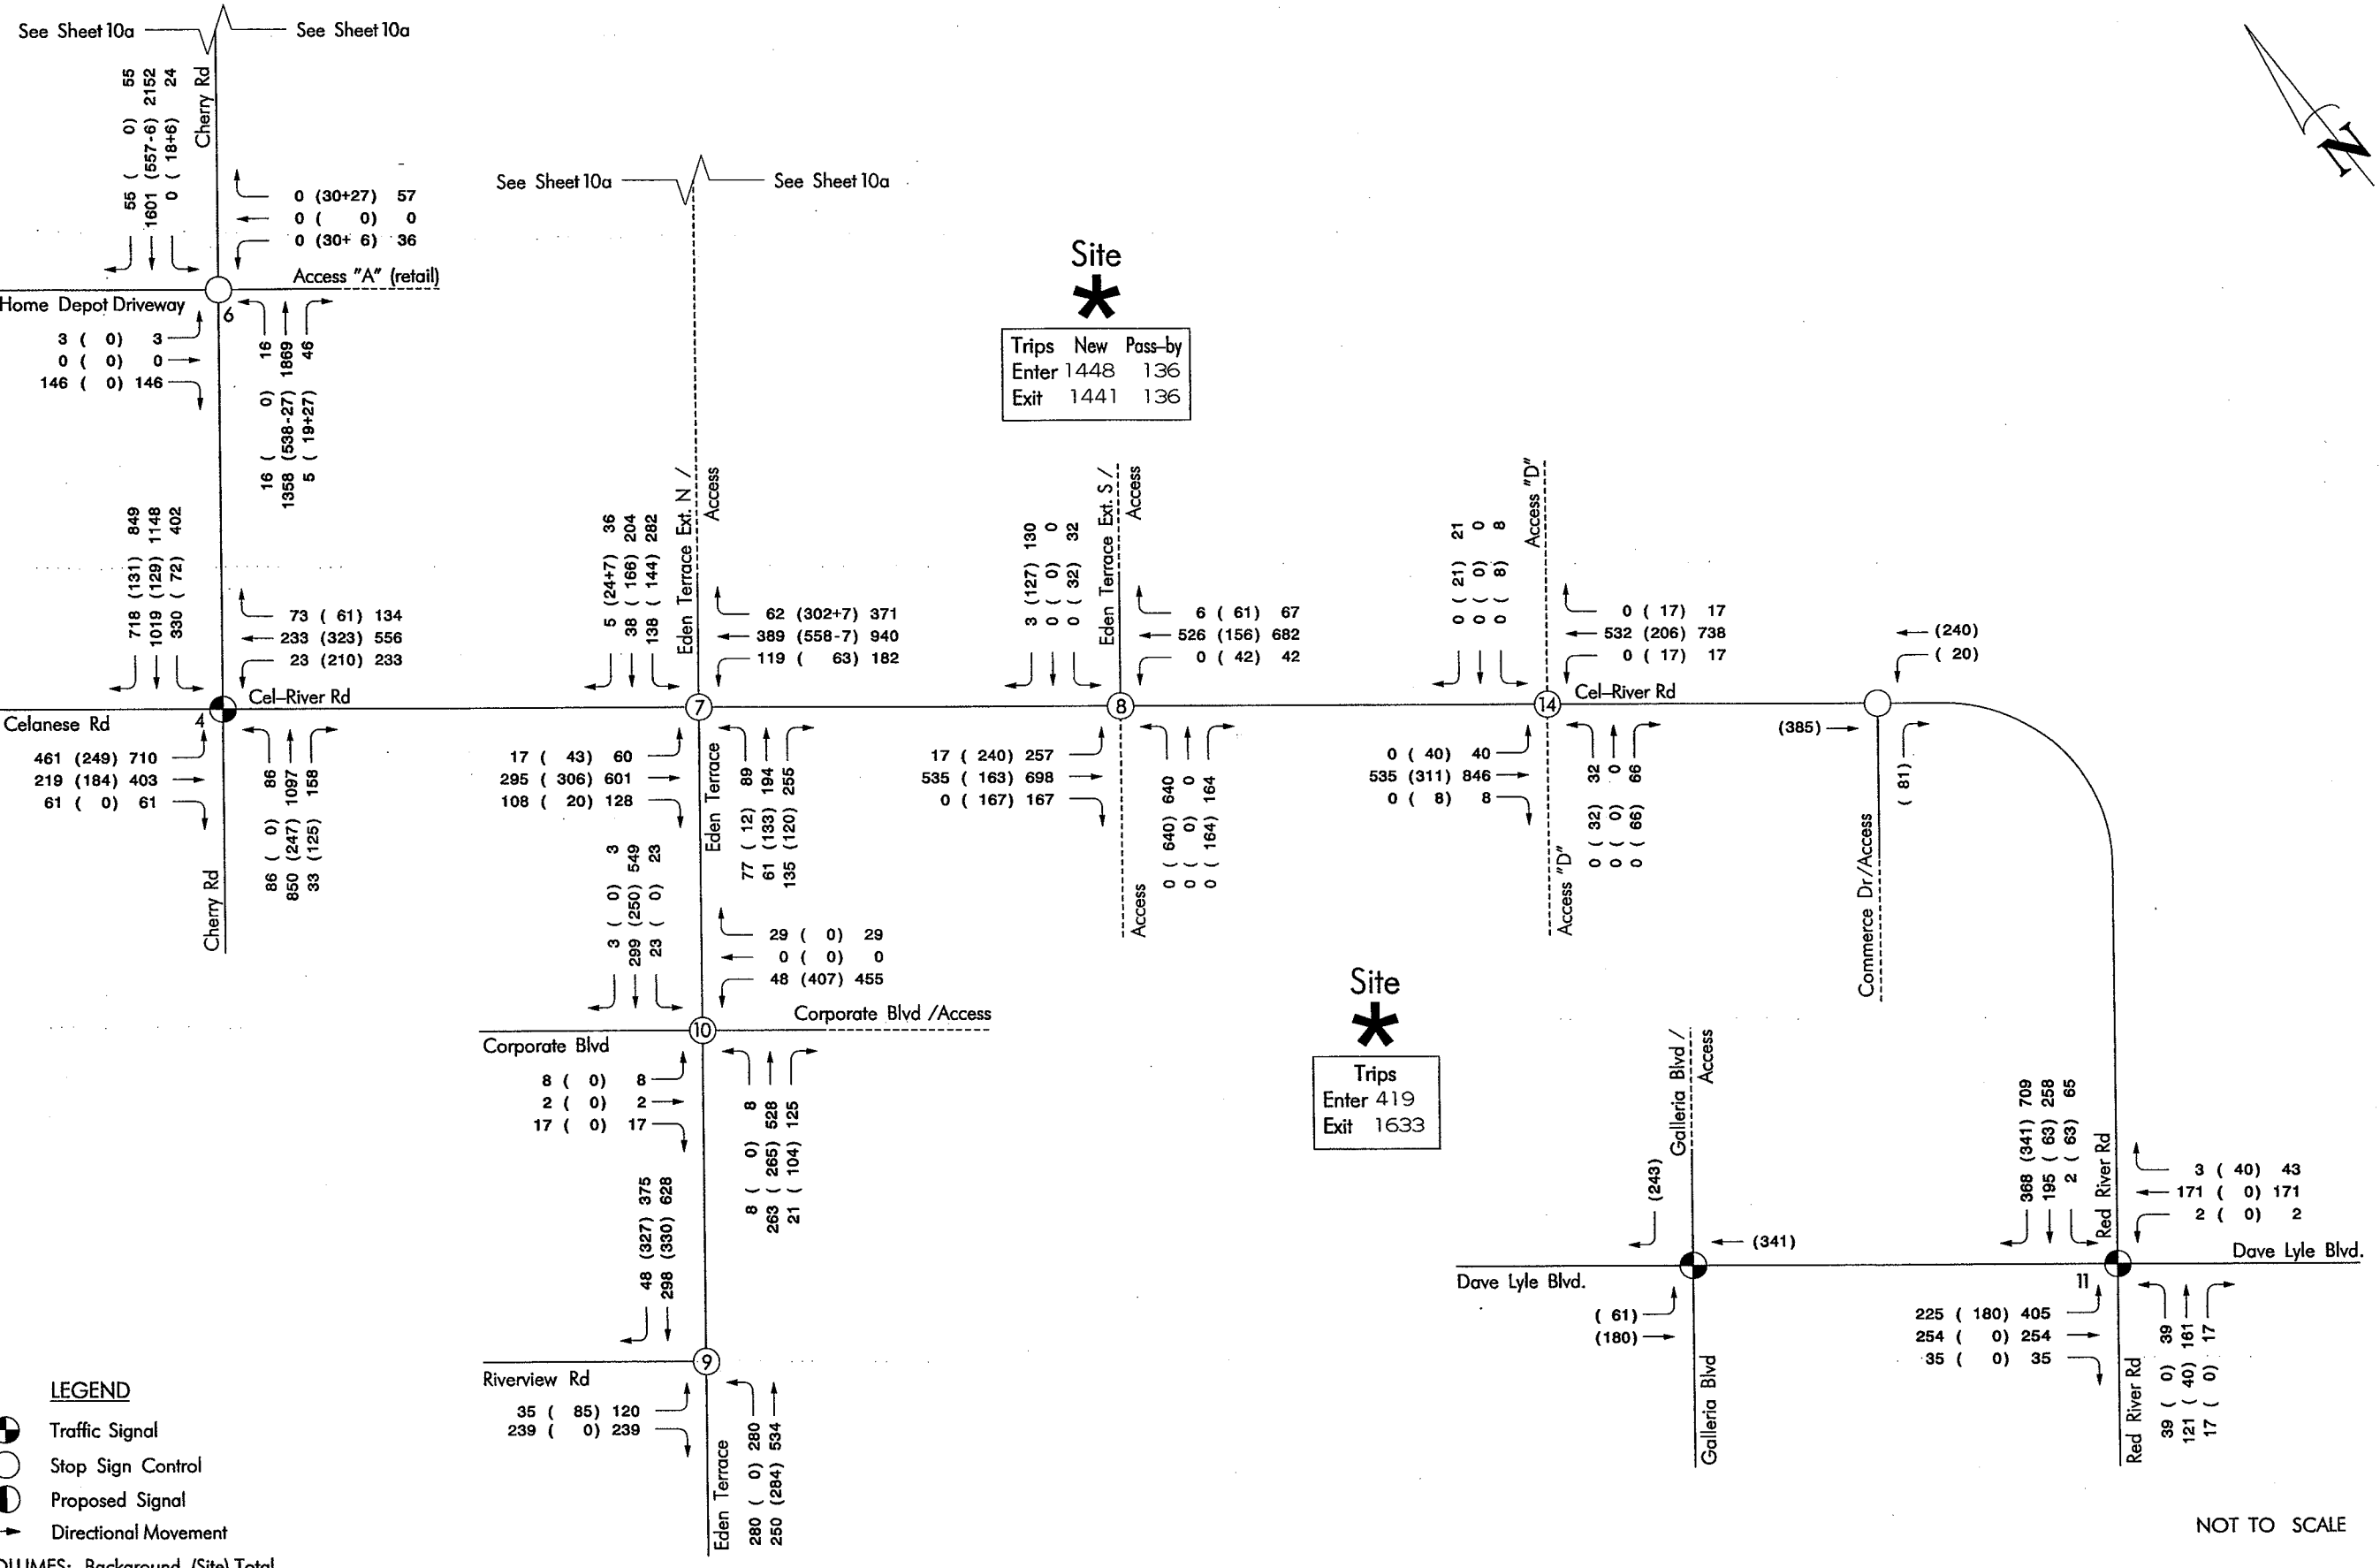 See Sheet 10a
See Sheet 10a
Cherry Rd
55 ( 0) 55
1601 (557-6) 2152
0 ( 18+6) 24
0 (30+27) 57
0 ( 0) 0
0 (30+ 6) 36
Access "A" (retail)
Home Depot Driveway
6
3 ( 0) 3
0 ( 0) 0
146 ( 0) 146
16 ( 0) 16
1358 (538-27) 1869
5 ( 19+27) 46
See Sheet 10a
See Sheet 10a
N
Site
Trips New Pass-by
Enter 1448 136
Exit 1441 136
718 (131) 849
1019 (129) 1148
330 ( 72) 402
73 ( 61) 134
233 (323) 556
23 (210) 233
Cel-River Rd
Celanese Rd
4
461 (249) 710
219 (184) 403
61 ( 0) 61
86 ( 0) 86
850 (247) 1097
33 (125) 158
Cherry Rd
5 (24+7) 36
38 ( 166) 204
138 ( 144) 282
Eden Terrace Ext. N /
Access
62 (302+7) 371
389 (558-7) 940
119 ( 63) 182
7
17 ( 43) 60
295 ( 306) 601
108 ( 20) 128
Eden Terrace
77 ( 12) 89
61 (133) 194
135 (120) 255
3 (127) 130
0 ( 0) 0
0 ( 32) 32
Eden Terrace Ext. S /
Access
6 ( 61) 67
526 (156) 682
0 ( 42) 42
8
17 ( 240) 257
535 ( 163) 698
0 ( 167) 167
0 ( 640) 640
0 ( 0) 0
0 ( 164) 164
Access
0 ( 21) 21
0 ( 0) 0
0 ( 8) 8
Access "D"
0 ( 17) 17
532 (206) 738
0 ( 17) 17
Cel-River Rd
14
0 ( 40) 40
535 (311) 846
0 ( 8) 8
Access "D"
0 ( 32) 32
0 ( 0) 0
0 ( 66) 66
(240)
( 20)
(385)
( 81)
Commerce Dr/Access
3 ( 0) 3
299 (250) 549
23 ( 0) 23
29 ( 0) 29
0 ( 0) 0
48 (407) 455
Corporate Blvd /Access
10
Corporate Blvd
8 ( 0) 8
2 ( 0) 2
17 ( 0) 17
8 ( 0) 8
263 ( 265) 528
21 ( 104) 125
Site
Trips
Enter 419
Exit 1633
48 (327) 375
298 (330) 628
9
Riverview Rd
35 ( 85) 120
239 ( 0) 239
Eden Terrace
280 ( 0) 280
250 (284) 534
Galleria Blvd /
Access
(243)
(341)
Dave Lyle Blvd.
( 61)
(180)
Galleria Blvd
368 (341) 709
195 ( 63) 258
2 ( 63) 65
Red River Rd
3 ( 40) 43
171 ( 0) 171
2 ( 0) 2
Dave Lyle Blvd.
11
225 ( 180) 405
254 ( 0) 254
35 ( 0) 35
Red River Rd
39 ( 0) 39
121 ( 40) 161
17 ( 0) 17
LEGEND
Traffic Signal
Stop Sign Control
Proposed Signal
Directional Movement
OLUMES: Background (Site) Total
NOT TO SCALE